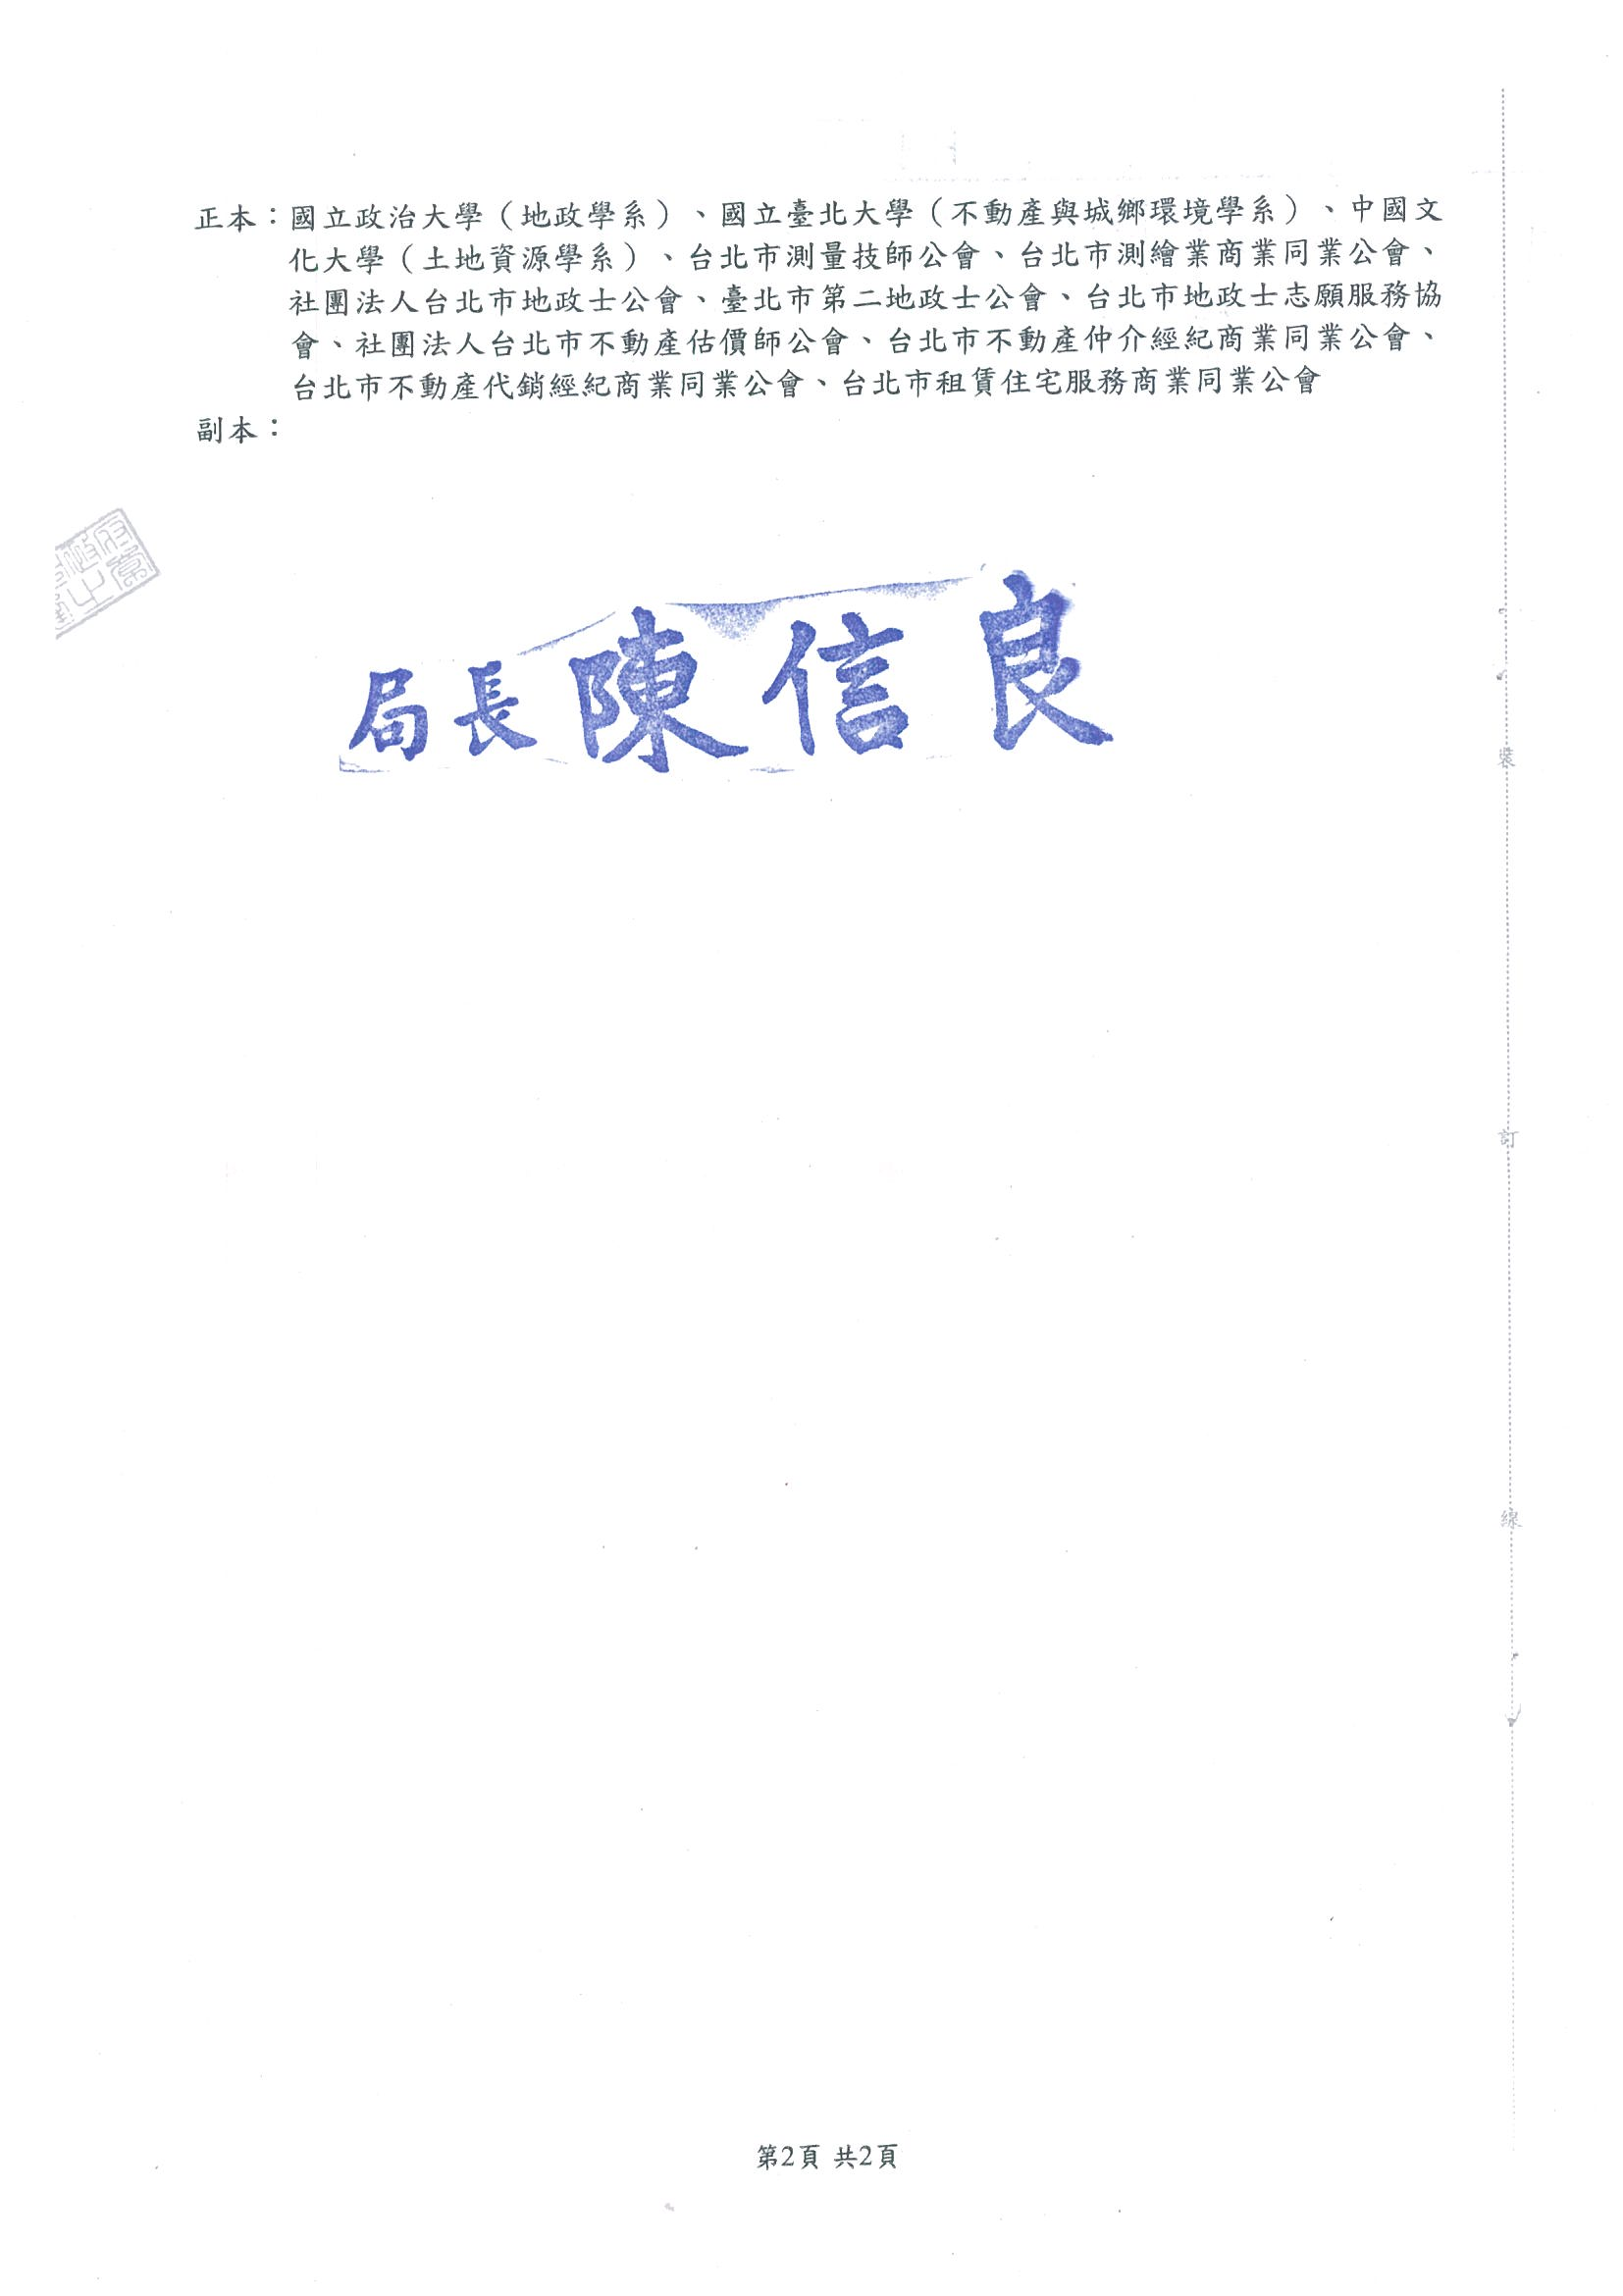 正本：國立政治大學（地政學系）、國立臺北大學（不動產與城鄉環境學系）、中國文
化大學（土地資源學系）、台北市測量技師公會、台北市測繪業商業同業公會、
社團法人台北市地政士公會、臺北市第二地政士公會、台北市地政士志願服務協
會、社團法人台北市不動產估價師公會、台北市不動產仲介經紀商業同業公會、
台北市不動產代銷經紀商業同業公會、台北市租賃住宅服務商業同業公會
副本：
局長陳信良
裝
訂
線
第2頁 共2頁